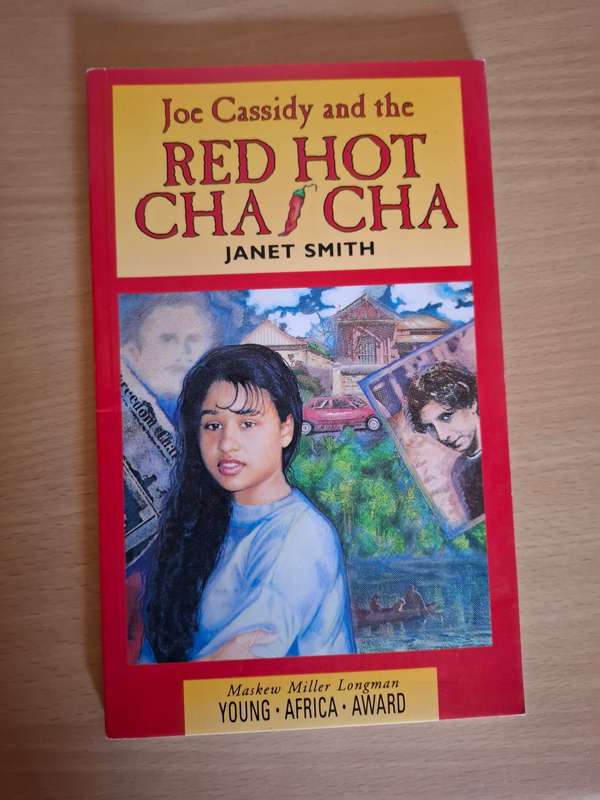 Joe Cassidy and the
RED HOT
CHA CHA
JANET SMITH
Maskew Miller Longman
YOUNG • AFRICA • AWARD